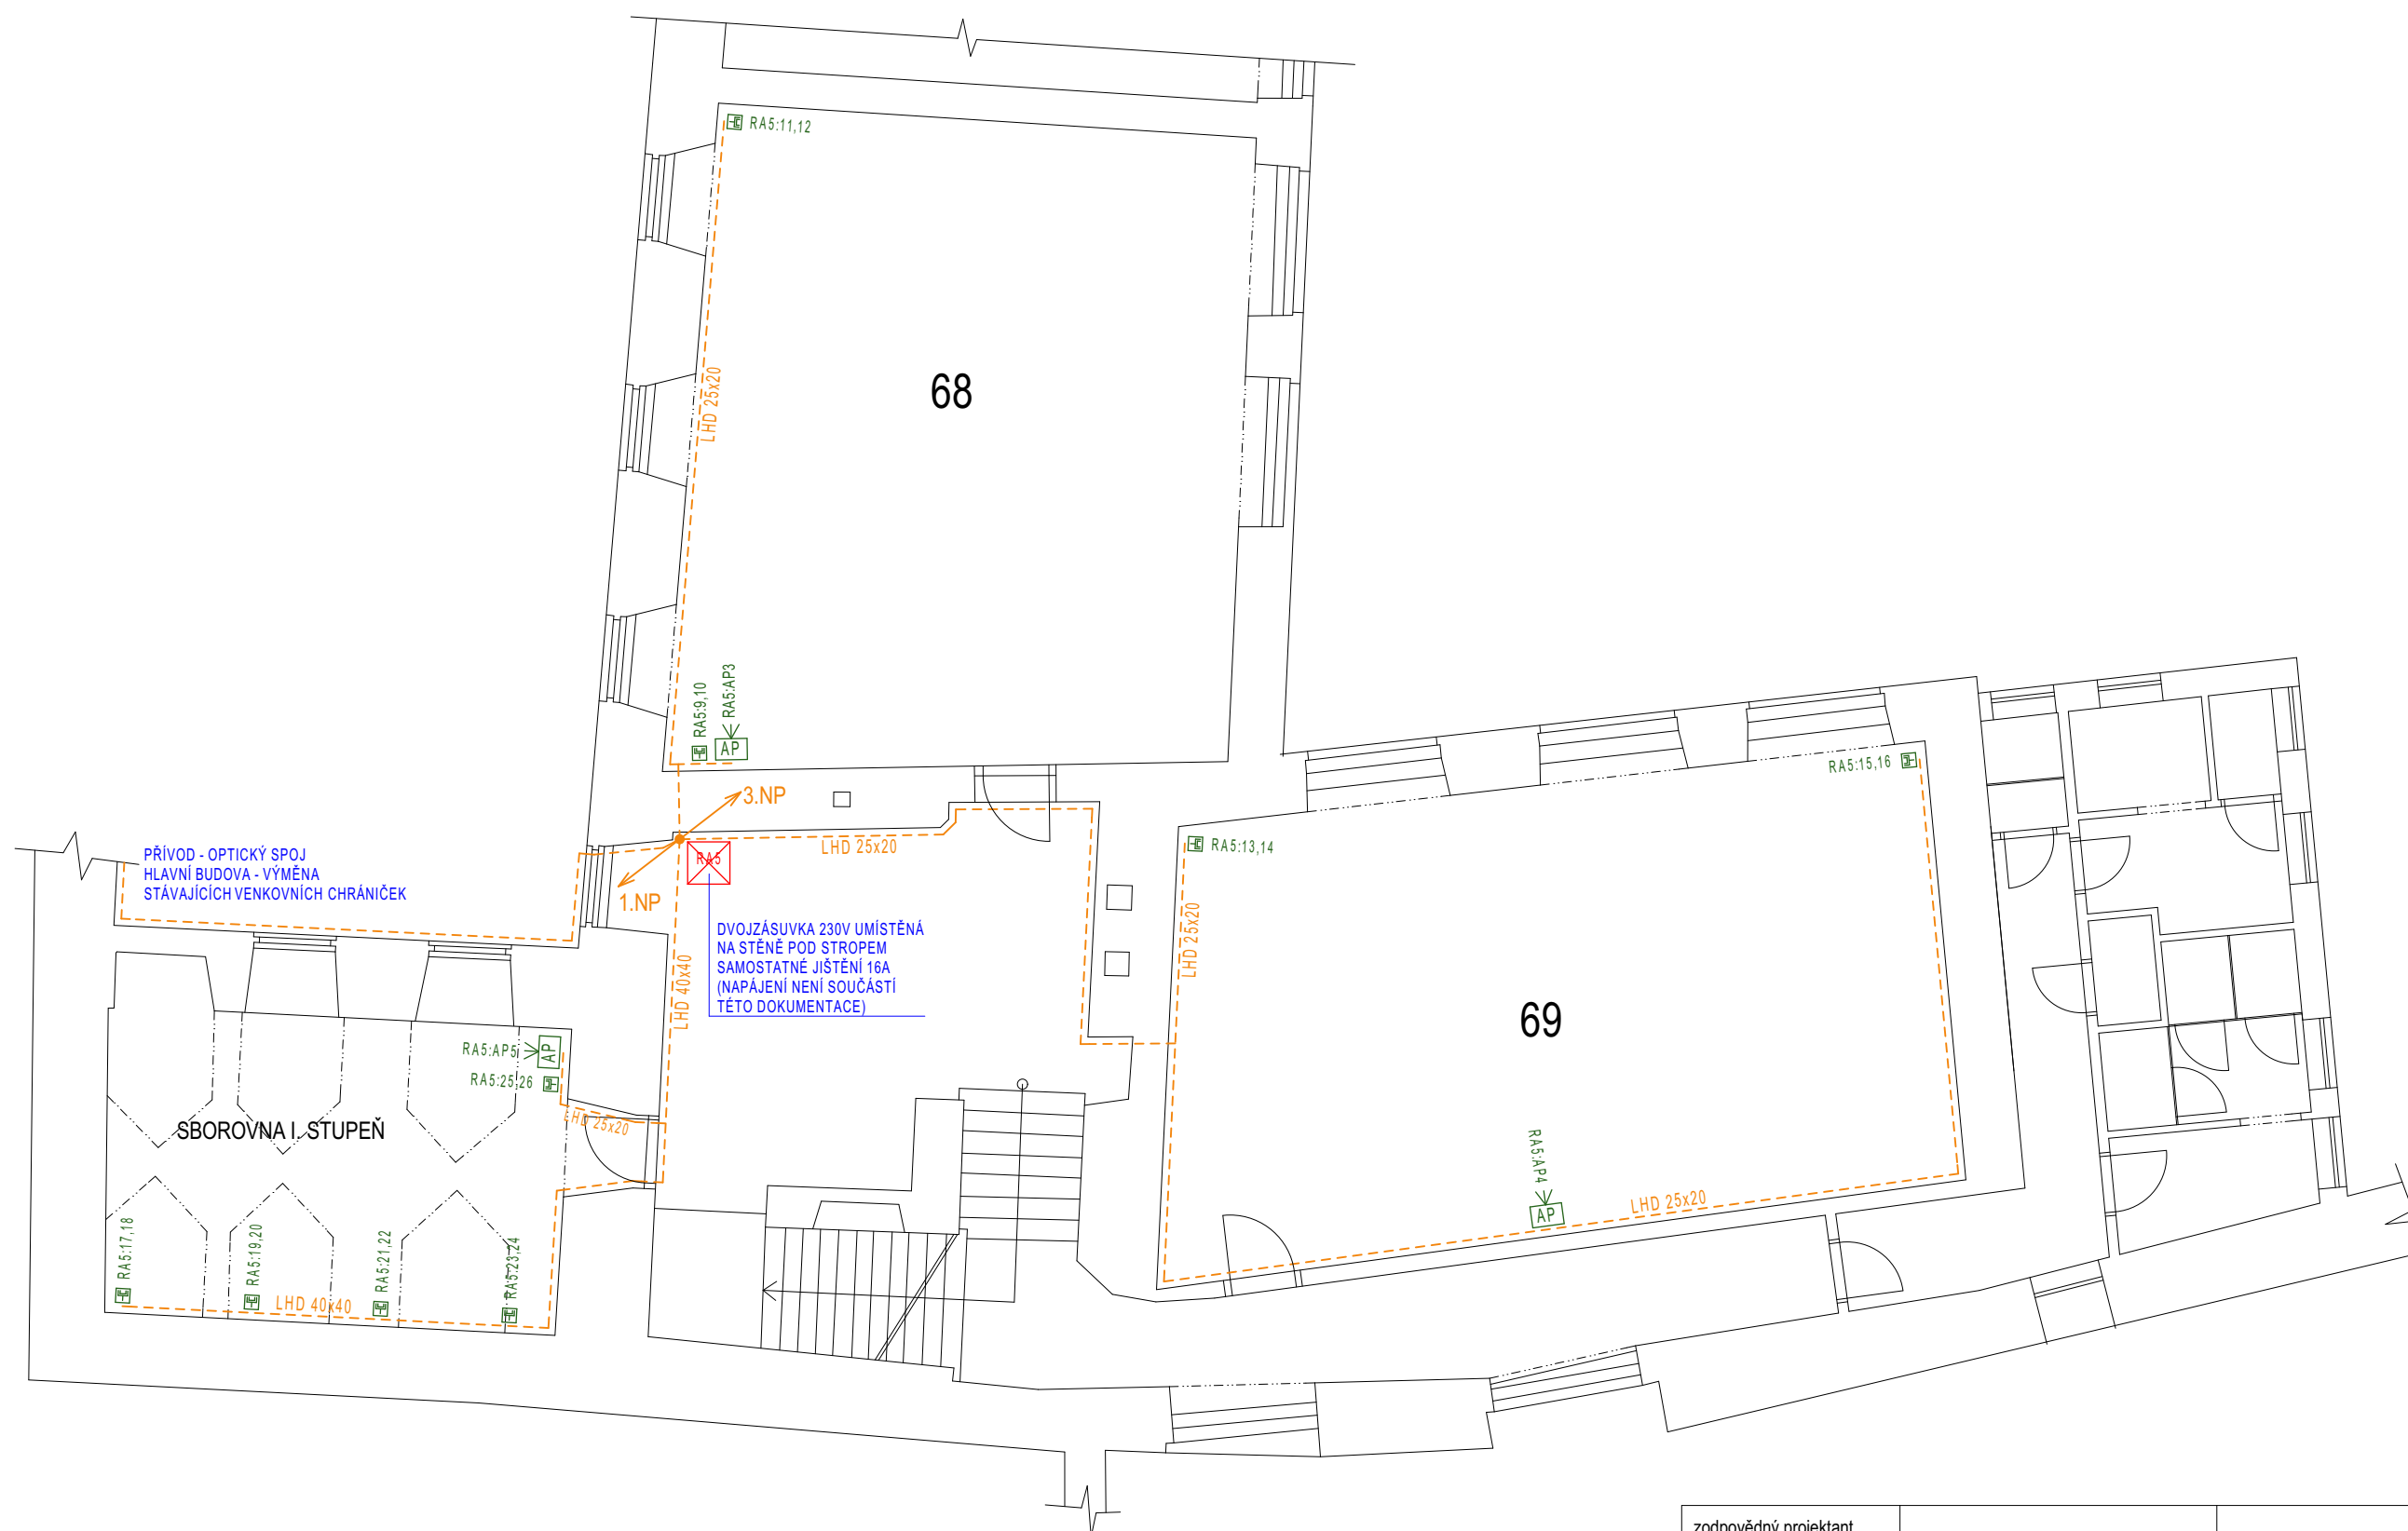 RA5:11,12
LHD 25x20
68
RA5:9,10
RA5:AP3
AP
3.NP
RA5
LHD 25x20
1.NP
PŘÍVOD - OPTICKÝ SPOJ
HLAVNÍ BUDOVA - VÝMĚNA
STÁVAJÍCÍCH VENKOVNÍCH CHRÁNIČEK
DVOJZÁSUVKA 230V UMÍSTĚNÁ
NA STĚNĚ POD STROPEM
SAMOSTATNÉ JIŠTĚNÍ 16A
(NAPÁJENÍ NENÍ SOUČÁSTÍ
TÉTO DOKUMENTACE)
LHD 40x40
RA5:15,16
RA5:13,14
LHD 25x20
69
RA5:AP4
AP
LHD 25x20
RA5:AP5
AP
RA5:25,26
LHD 25x20
SBOROVNA I. STUPEŇ
RA5:17,18
RA5:19,20
RA5:21,22
RA5:23,24
LHD 40x40
zodpovědný projektant